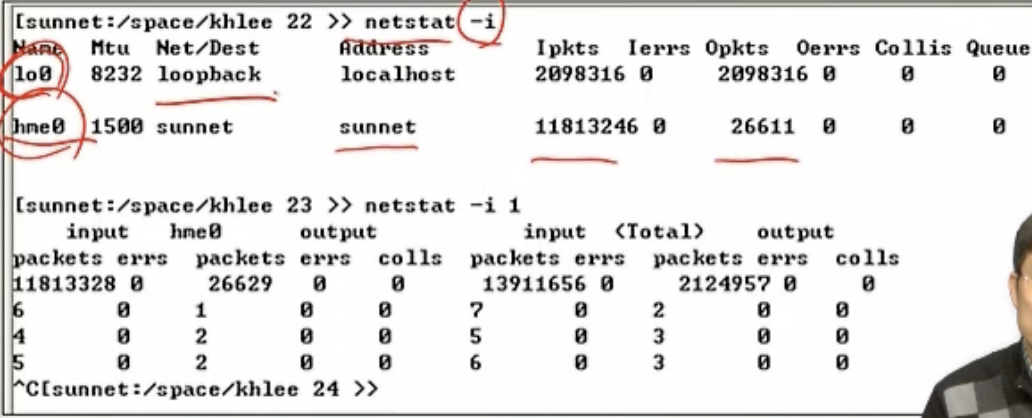 [sunnet:/space/khlee 22 >> netstat -i
Name Mtu Net/Dest Address Ipkts Ierrs Opkts Oerrs Collis Queue
lo0 8232 loopback localhost 2098316 0 2098316 0 0 0
hme0 1500 sunnet sunnet 11813246 0 26611 0 0 0
[sunnet:/space/khlee 23 >> netstat -i 1
input hme0 output input (Total) output
packets errs packets errs colls packets errs packets errs colls
11813328 0 26629 0 0 13911656 0 2124957 0 0
6 0 1 0 0 7 0 2 0 0
4 0 2 0 0 5 0 3 0 0
5 0 2 0 0 6 0 3 0 0
^C[sunnet:/space/khlee 24 >>